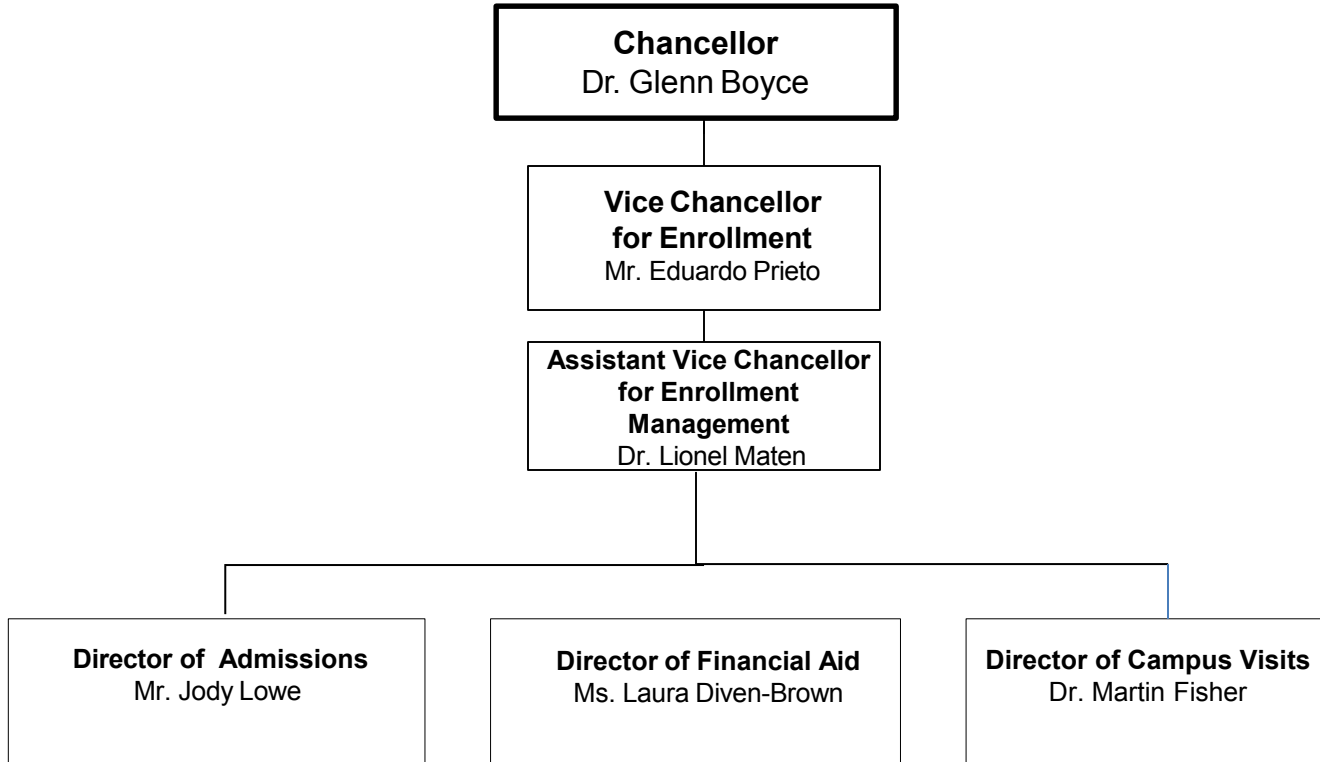 Chancellor
Dr. Glenn Boyce
Vice Chancellor
for Enrollment
Mr. Eduardo Prieto
Assistant Vice Chancellor
for Enrollment
Management
Dr. Lionel Maten
Director of Admissions
Mr. Jody Lowe
Director of Financial Aid
Ms. Laura Diven-Brown
Director of Campus Visits
Dr. Martin Fisher